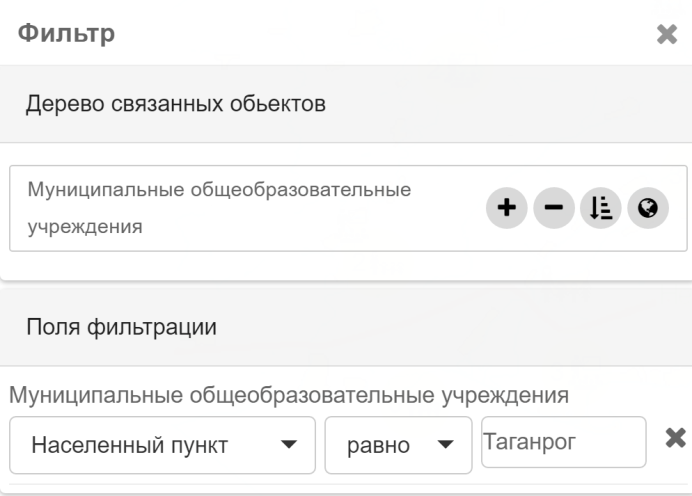 Фильтр
Дерево связанных обьектов
Муниципальные общеобразовательные
учреждения
Поля фильтрации
Муниципальные общеобразовательные учреждения
Населенный пункт равно Таганрог